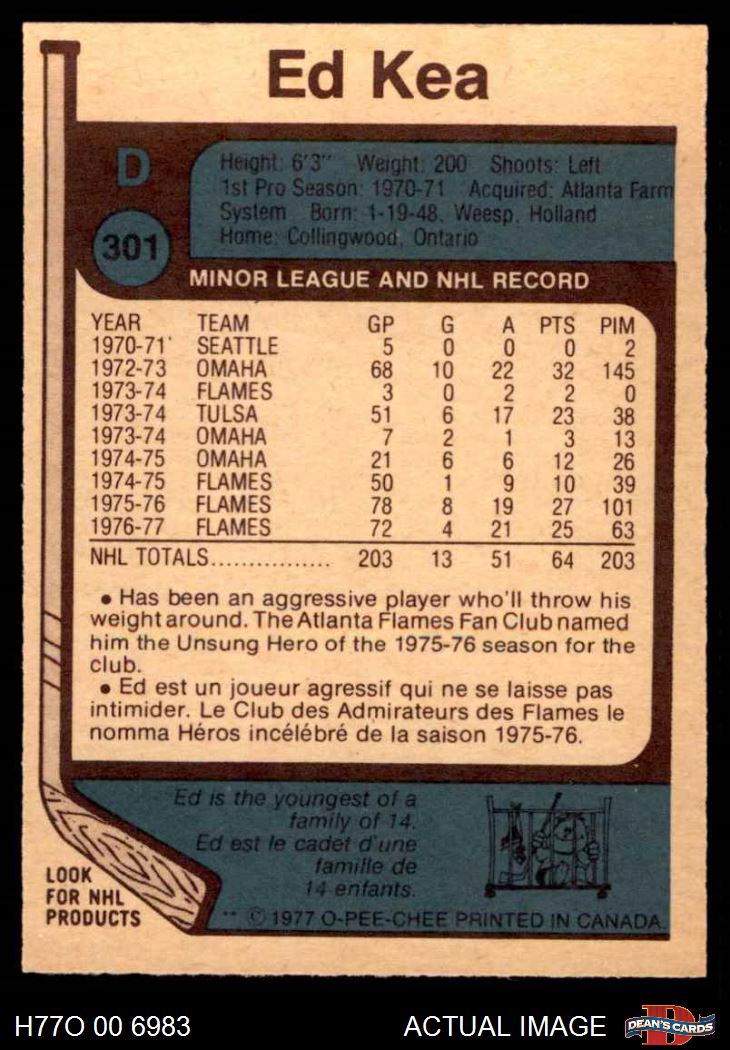 Ed Kea
D
Height: 6'3" Weight: 200 Shoots: Left
1st Pro Season: 1970-71 Acquired: Atlanta Farm
System Born: 1-19-48, Weesp, Holland
Home: Collingwood, Ontario
301
MINOR LEAGUE AND NHL RECORD
YEAR TEAM GP G A PTS PIM
1970-71 SEATTLE 5 0 0 0 2
1972-73 OMAHA 68 10 22 32 145
1973-74 FLAMES 3 0 2 2 0
1973-74 TULSA 51 6 17 23 38
1973-74 OMAHA 7 2 1 3 13
1974-75 OMAHA 21 6 6 12 26
1974-75 FLAMES 50 1 9 10 39
1975-76 FLAMES 78 8 19 27 101
1976-77 FLAMES 72 4 21 25 63
NHL TOTALS................ 203 13 51 64 203
• Has been an aggressive player who'll throw his
weight around. The Atlanta Flames Fan Club named
him the Unsung Hero of the 1975-76 season for the
club.
• Ed est un joueur agressif qui ne se laisse pas
intimider. Le Club des Admirateurs des Flames le
nomma Héros incélébré de la saison 1975-76.
Ed is the youngest of a
family of 14.
Ed est le cadet d'une
famille de
14 enfants.
LOOK
FOR NHL
PRODUCTS
** © 1977 O-PEE-CHEE PRINTED IN CANADA.
H77O 00 6983
ACTUAL IMAGE
D
DEAN'S CARDS